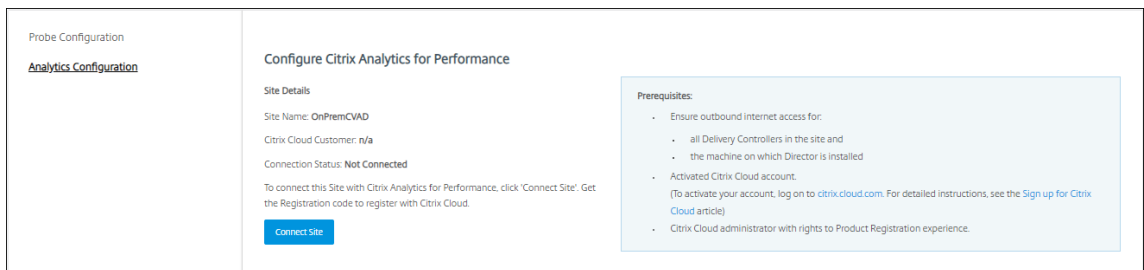 Probe Configuration
Analytics Configuration
Configure Citrix Analytics for Performance
Site Details
Site Name: OnPremCVAD
Citrix Cloud Customer: n/a
Connection Status: Not Connected
To connect this Site with Citrix Analytics for Performance, click 'Connect Site'. Get
the Registration code to register with Citrix Cloud.
Connect Site
Prerequisites:
• Ensure outbound internet access for:
• all Delivery Controllers in the site and
• the machine on which Director is installed
• Activated Citrix Cloud account.
(To activate your account, log on to citrix.cloud.com. For detailed instructions, see the Sign up for Citrix
Cloud article)
• Citrix Cloud administrator with rights to Product Registration experience.